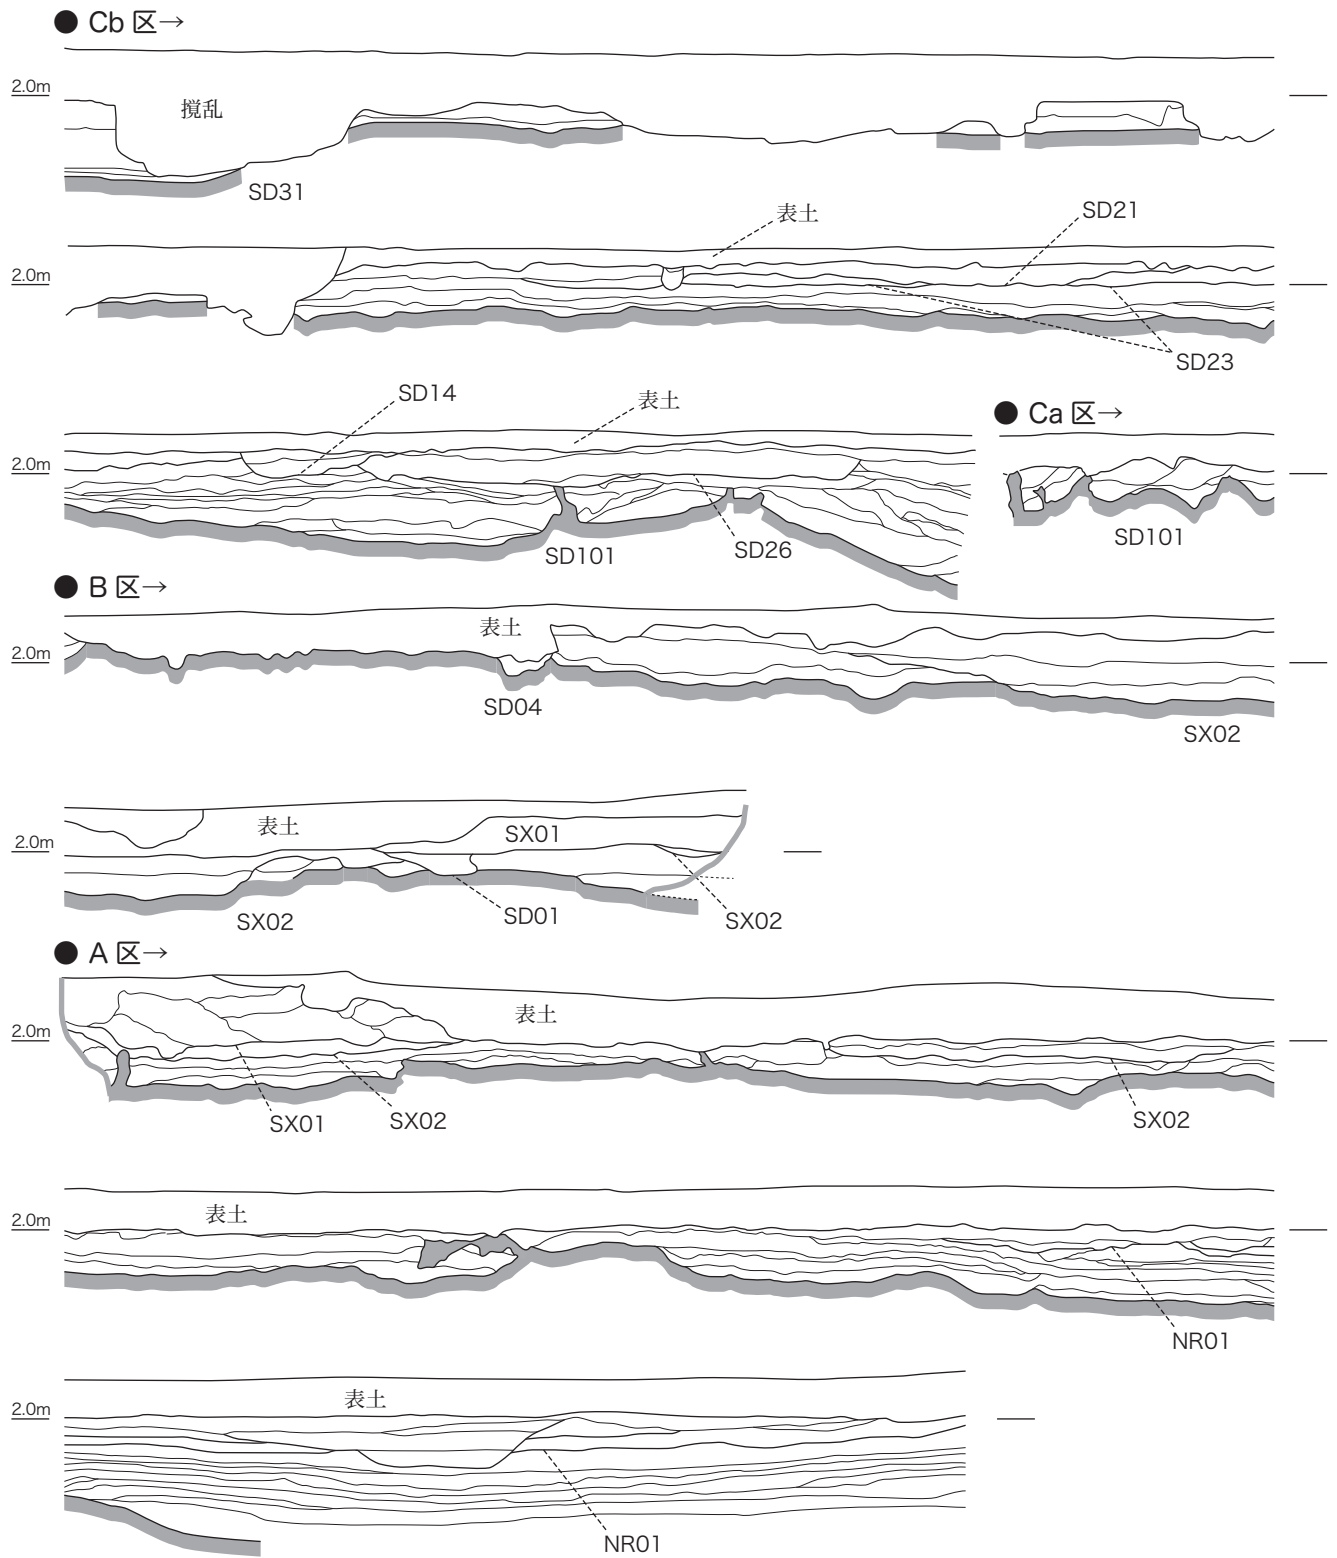 ● Cb 区→
2.0m
撹乱
SD31
表土
SD21
2.0m
SD23
SD14
表土
● Ca 区→
2.0m
SD101
SD26
SD101
● B 区→
表土
2.0m
SD04
SX02
表土
SX01
2.0m
SX02
SD01
SX02
● A 区→
表土
2.0m
SX01
SX02
SX02
表土
2.0m
NR01
表土
2.0m
NR01